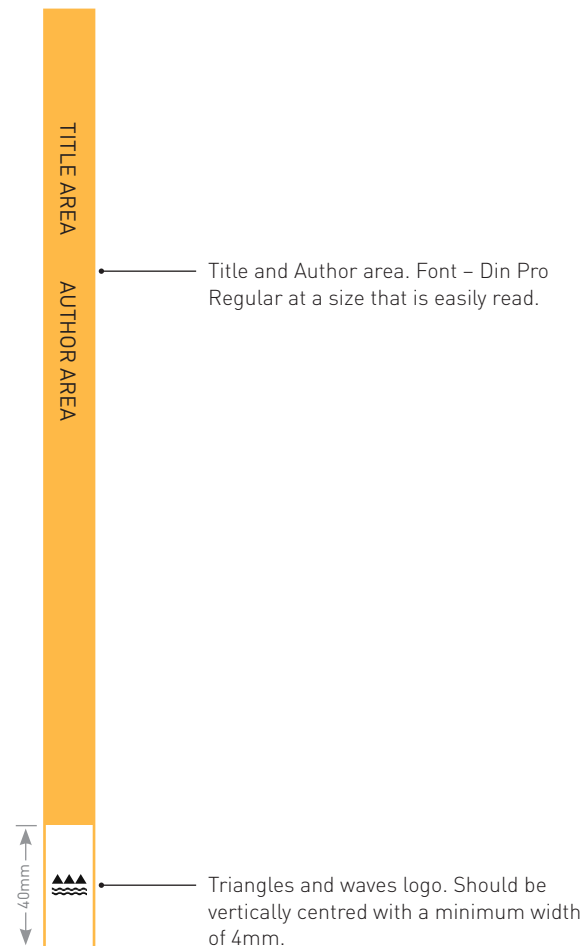 TITLE AREA
AUTHOR AREA
Title and Author area. Font – Din Pro
Regular at a size that is easily read.
40mm
Triangles and waves logo. Should be
vertically centred with a minimum width
of 4mm.